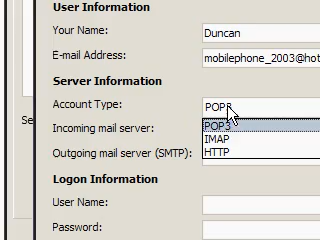 User Information
Your Name: Duncan
E-mail Address: mobilephone_2003@hot
Server Information
Account Type: POP3
POP3
IMAP
HTTP
Incoming mail server:
Se
Outgoing mail server (SMTP):
Logon Information
User Name:
Password: